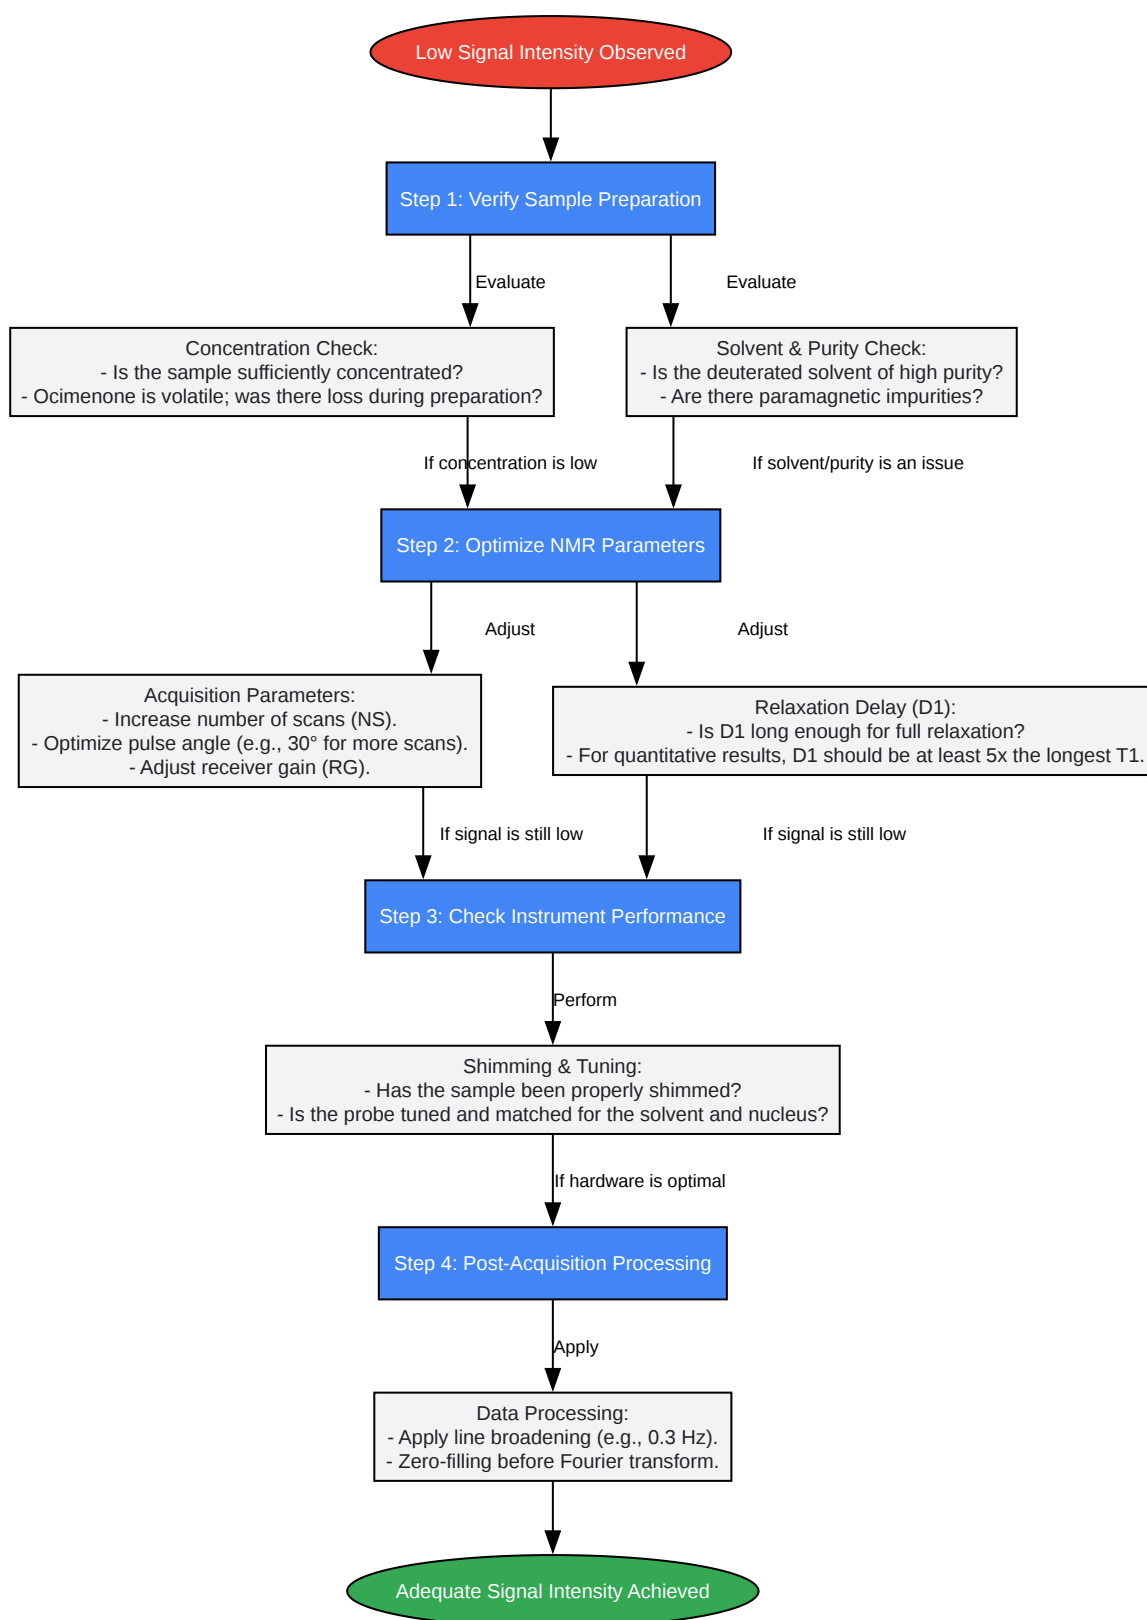 Low Signal Intensity Observed
Step 1: Verify Sample Preparation
Evaluate
Evaluate
Concentration Check:
- Is the sample sufficiently concentrated?
- Ocimenone is volatile; was there loss during preparation?
Solvent & Purity Check:
- Is the deuterated solvent of high purity?
- Are there paramagnetic impurities?
If concentration is low
If solvent/purity is an issue
Step 2: Optimize NMR Parameters
Adjust
Adjust
Acquisition Parameters:
- Increase number of scans (NS).
- Optimize pulse angle (e.g., 30° for more scans).
- Adjust receiver gain (RG).
Relaxation Delay (D1):
- Is D1 long enough for full relaxation?
- For quantitative results, D1 should be at least 5x the longest T1.
If signal is still low
If signal is still low
Step 3: Check Instrument Performance
Perform
Shimming & Tuning:
- Has the sample been properly shimmed?
- Is the probe tuned and matched for the solvent and nucleus?
If hardware is optimal
Step 4: Post-Acquisition Processing
Apply
Data Processing:
- Apply line broadening (e.g., 0.3 Hz).
- Zero-filling before Fourier transform.
Adequate Signal Intensity Achieved